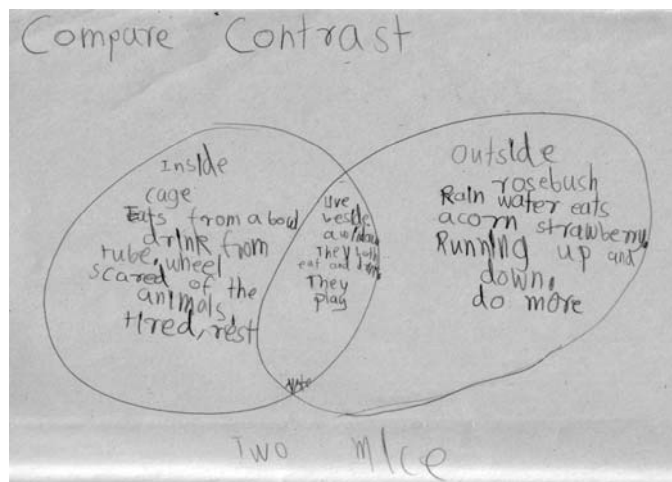 Compare Contrast
Inside
cage
Eats from a bowl
drink from
tube, wheel
scared of the
animals,
tired, rest
live
beside
a window
They both
eat and drink,
They
play
outside
rosebush
Rain water eats
acorn strawberry,
Running up and
down,
do more
Two Mice